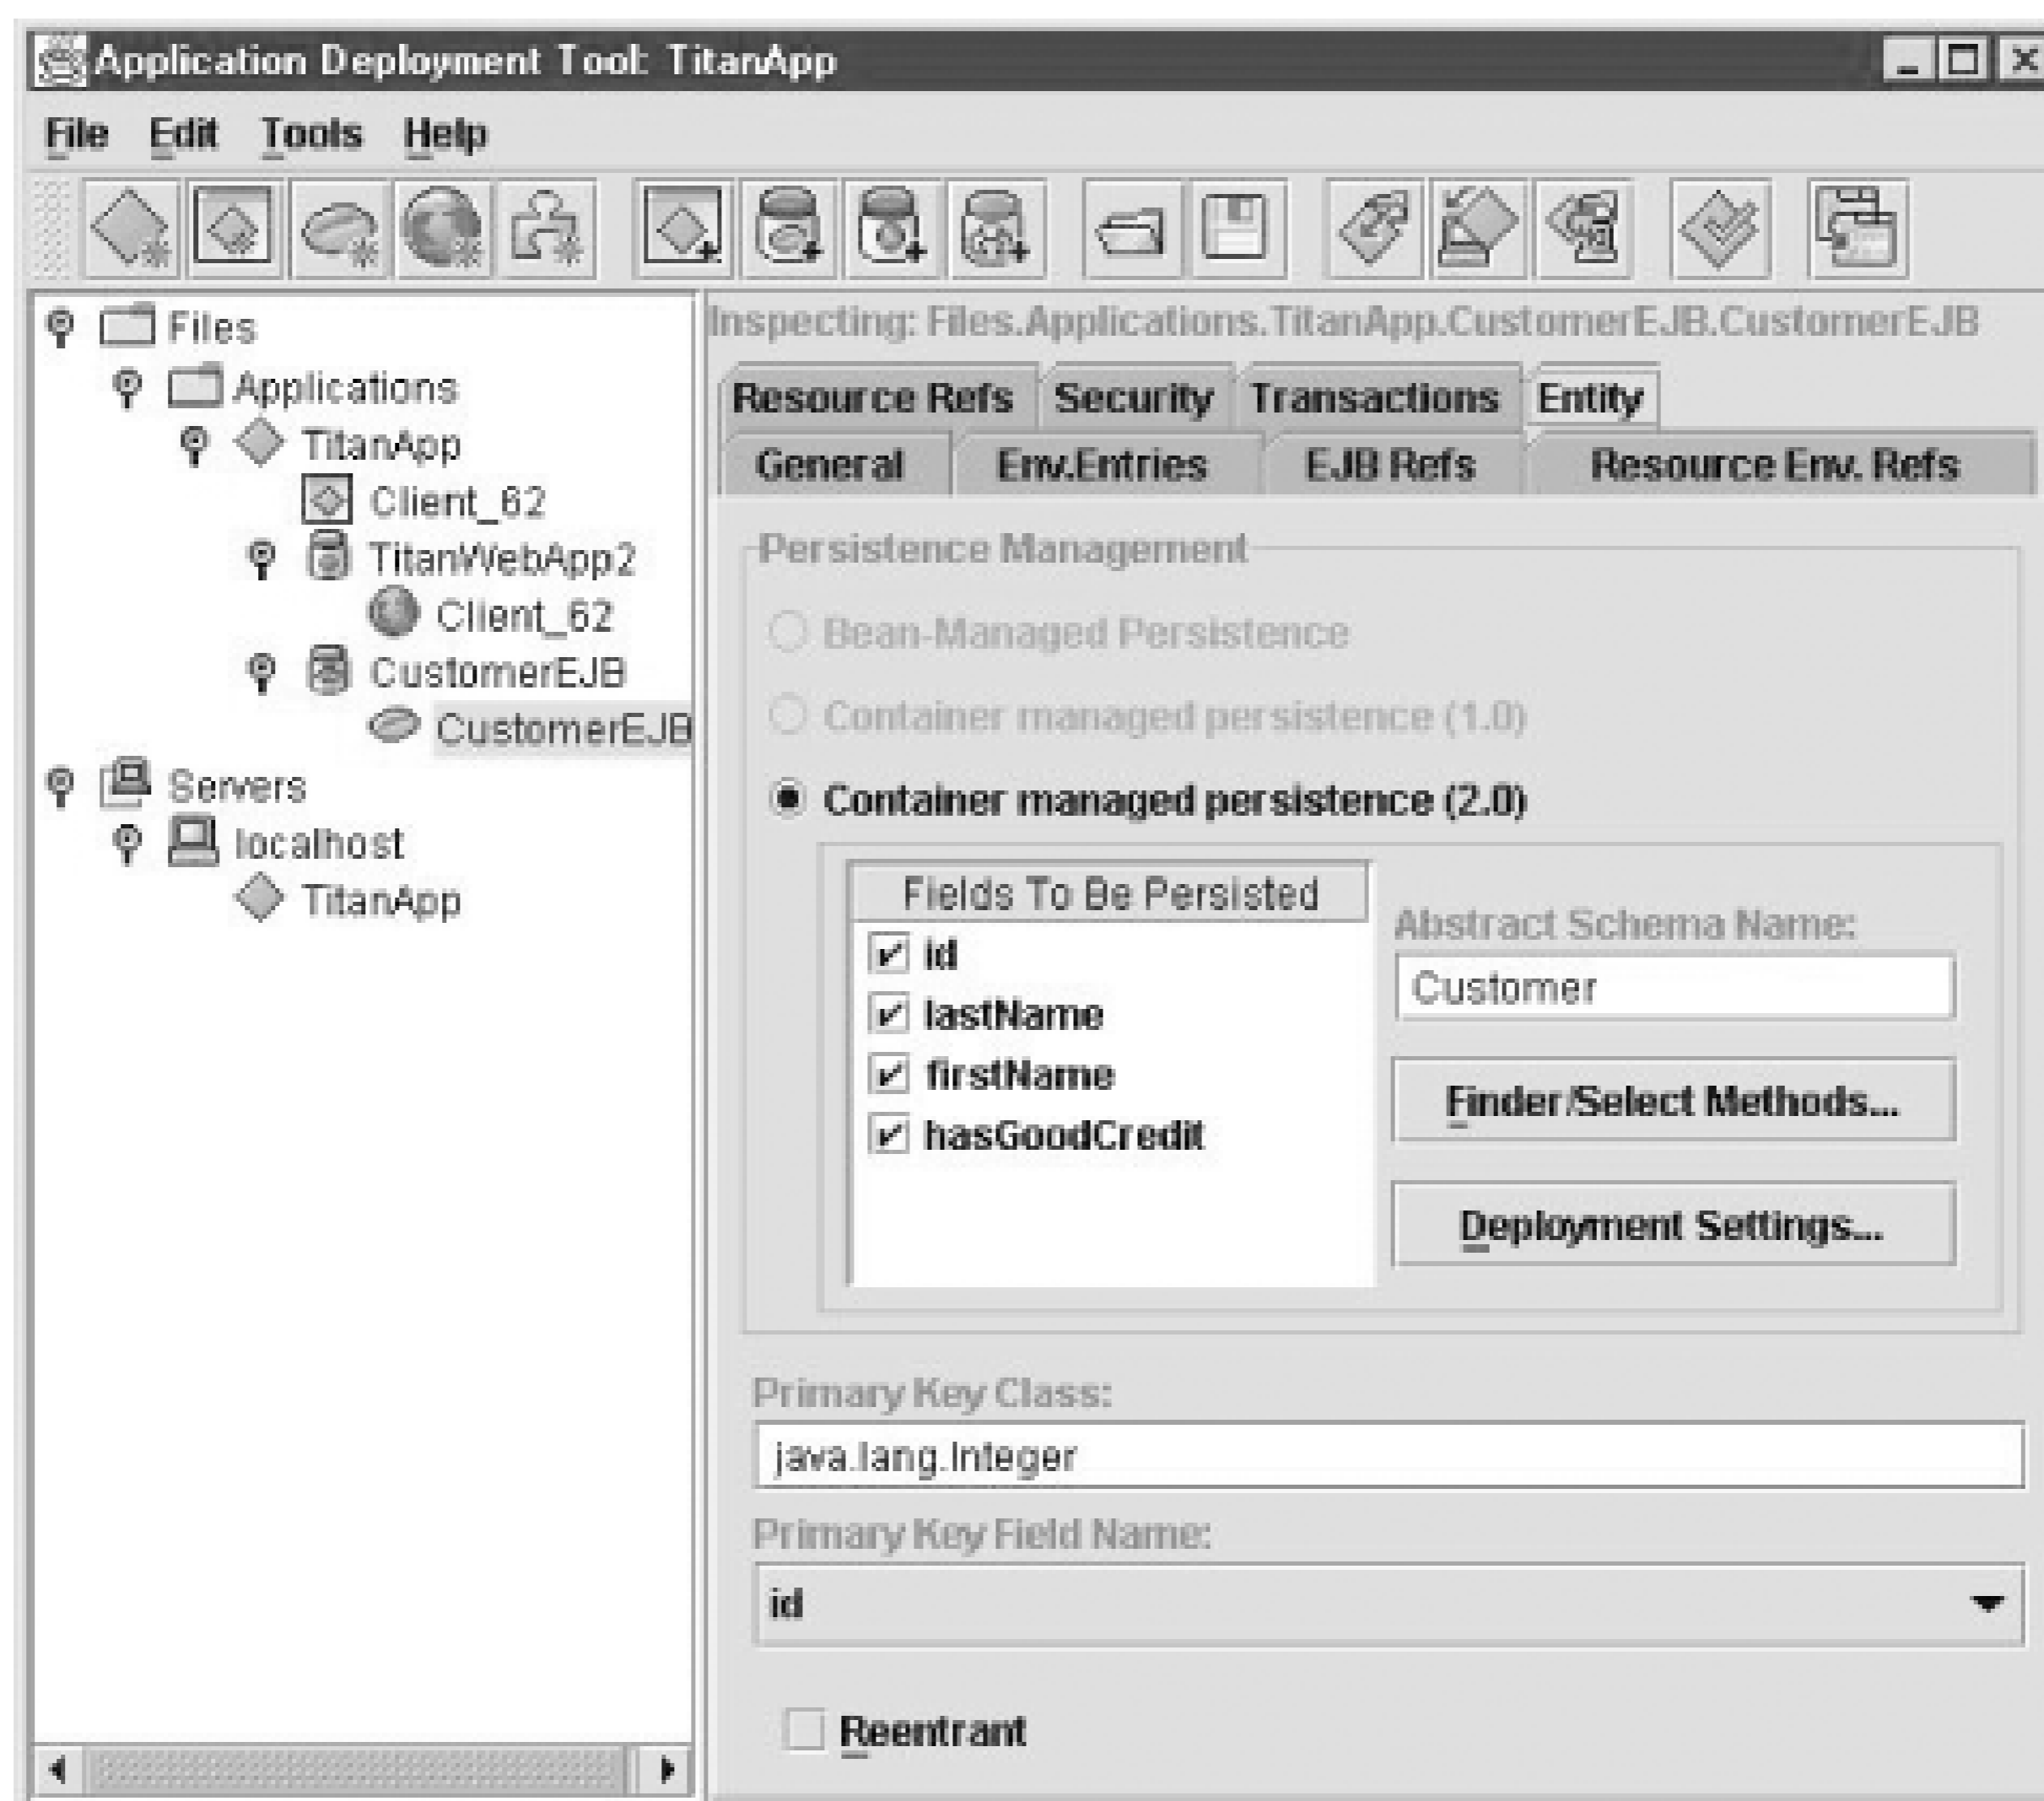 Application Deployment Tool: TitanApp
File Edit Tools Help
Files
Applications
TitanApp
Client_62
TitanWebApp2
Client_62
CustomerEJB
CustomerEJB
Servers
localhost
TitanApp
Inspecting: Files.Applications.TitanApp.CustomerEJB.CustomerEJB
Resource Refs Security Transactions Entity
General Env.Entries EJB Refs Resource Env. Refs
Persistence Management
Bean-Managed Persistence
Container managed persistence (1.0)
Container managed persistence (2.0)
Fields To Be Persisted
id
lastName
firstName
hasGoodCredit
Abstract Schema Name:
Customer
Finder/Select Methods...
Deployment Settings...
Primary Key Class:
java.lang.Integer
Primary Key Field Name:
id
Reentrant